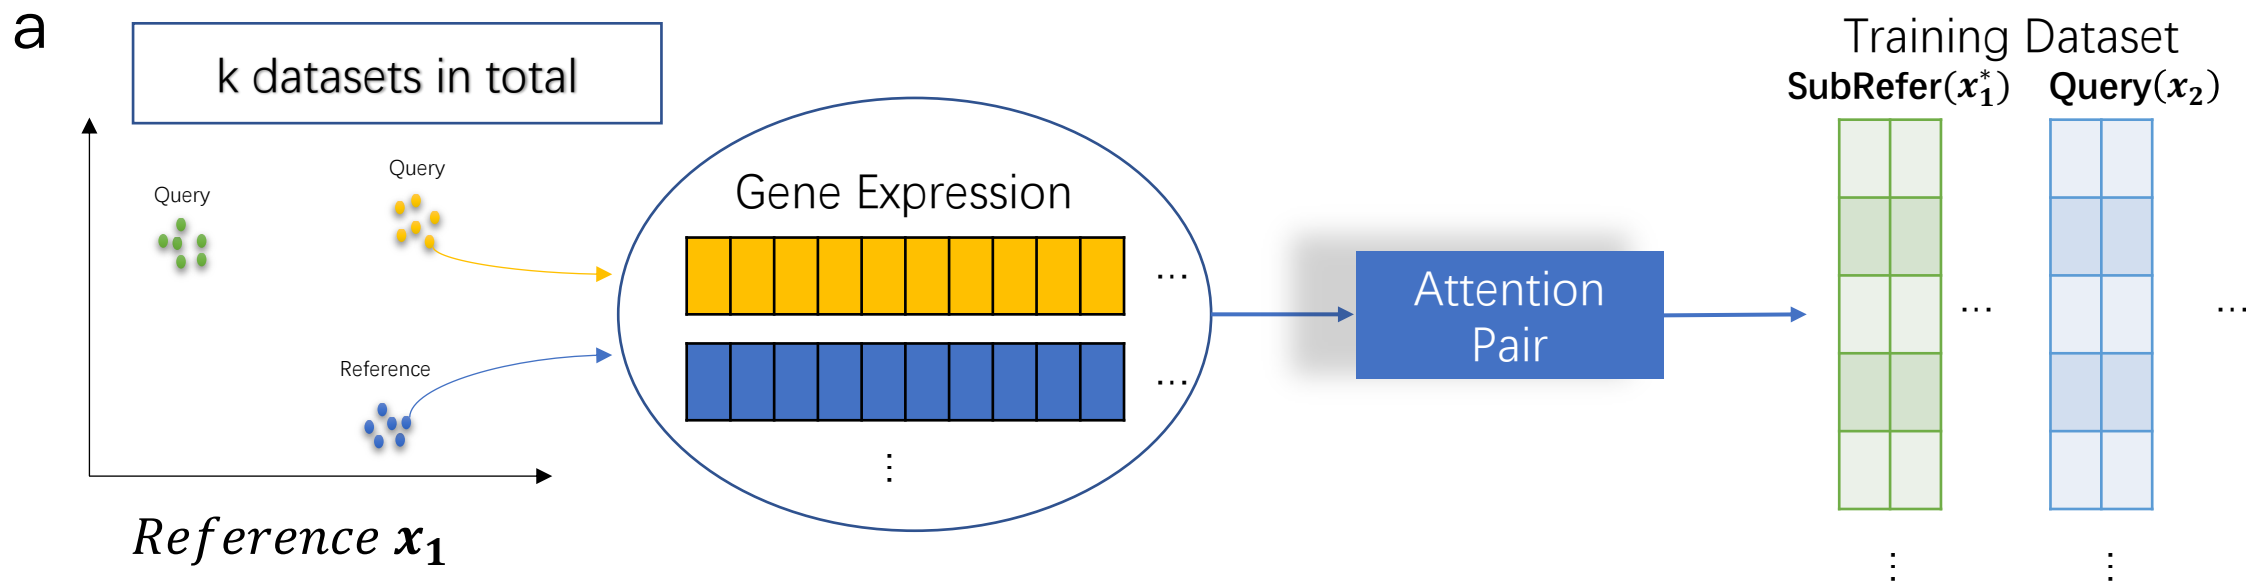 a
k datasets in total
Query
Query
Reference
Reference x₁
Gene Expression
...
...
⋮
Attention
Pair
Training Dataset
SubRefer(x₁*) Query(x₂)
...
...
⋮
⋮